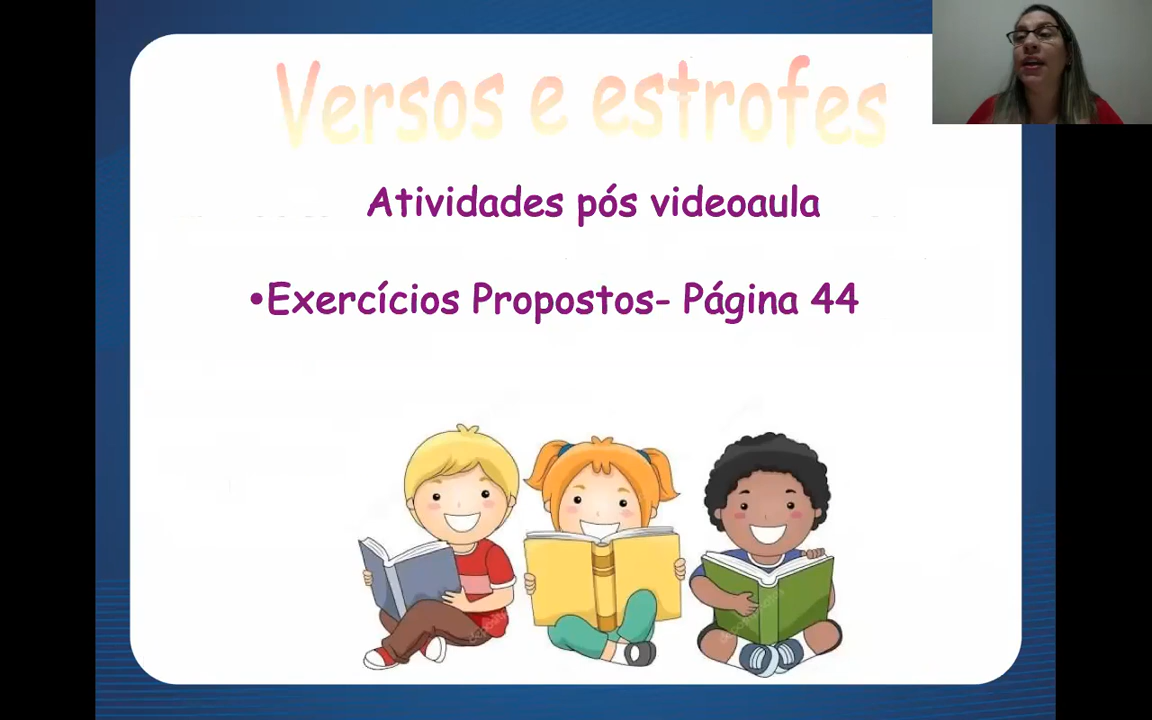 Versos e estrofes
Atividades pós videoaula
•Exercícios Propostos- Página 44